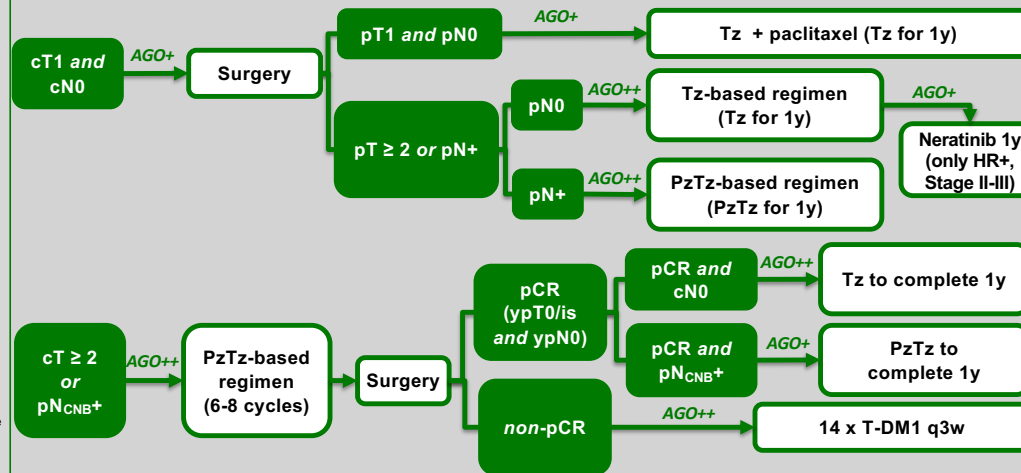 cT1 and
cN0
AGO+
Surgery
pT1 and pN0
AGO+
Tz + paclitaxel (Tz for 1y)
pT ≥ 2 or pN+
pN0
AGO++
Tz-based regimen
(Tz for 1y)
AGO+
Neratinib 1y
(only HR+,
Stage II-III)
pN+
AGO++
PzTz-based regimen
(PzTz for 1y)
cT ≥ 2
or
pNCNB+
AGO++
PzTz-based
regimen
(6-8 cycles)
Surgery
pCR
(ypT0/is
and ypN0)
pCR and
cN0
AGO++
Tz to complete 1y
pCR and
pNCNB+
AGO+
PzTz to
complete 1y
non-pCR
AGO++
14 x T-DM1 q3w